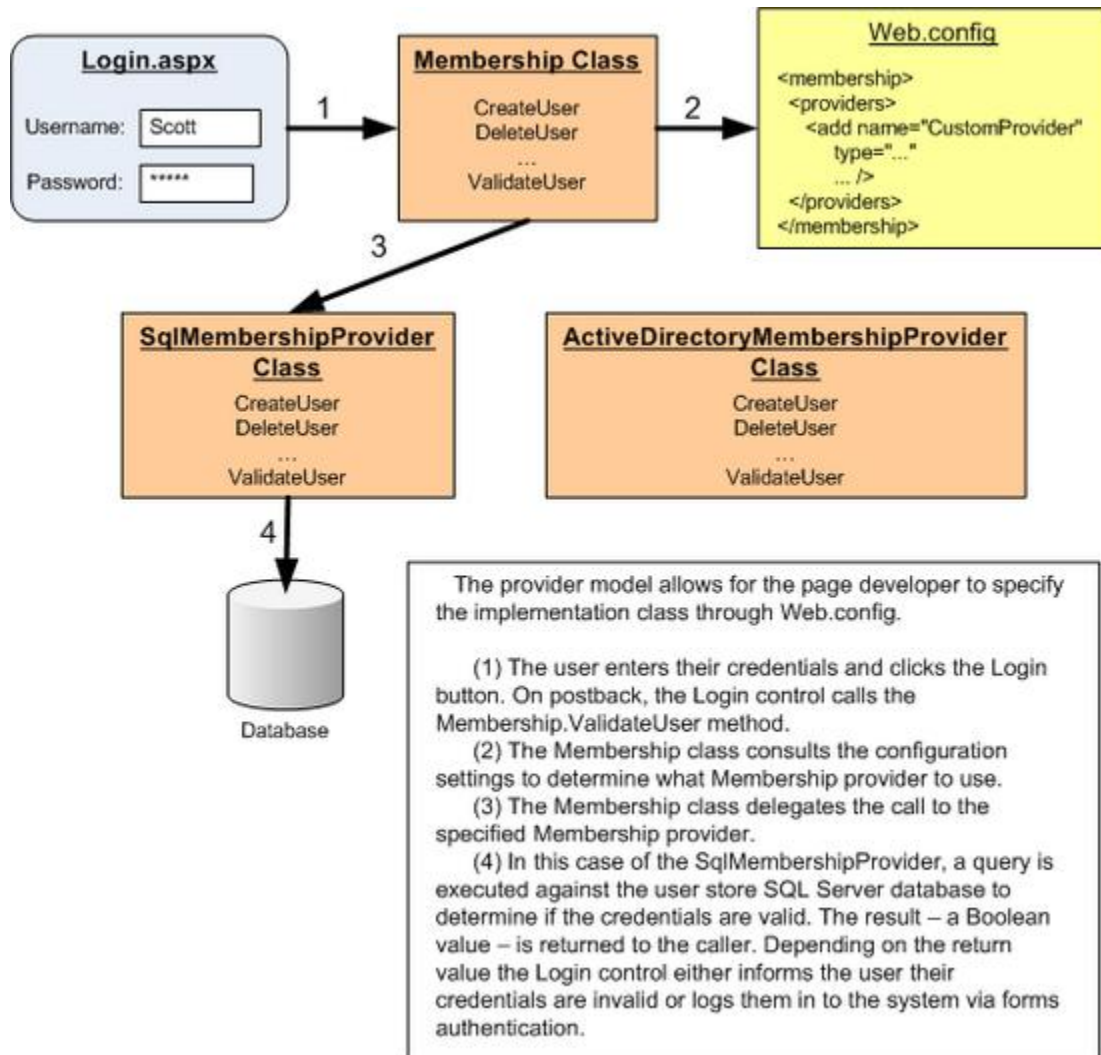 Login.aspx
Username: Scott
Password: *****
1
Membership Class
CreateUser
DeleteUser
...
ValidateUser
2
Web.config
<membership>
<providers>
<add name="CustomProvider"
type="..."
... />
</providers>
</membership>
3
SqlMembershipProvider
Class
CreateUser
DeleteUser
...
ValidateUser
ActiveDirectoryMembershipProvider
Class
CreateUser
DeleteUser
...
ValidateUser
4
Database
The provider model allows for the page developer to specify
the implementation class through Web.config.
(1) The user enters their credentials and clicks the Login
button. On postback, the Login control calls the
Membership.ValidateUser method.
(2) The Membership class consults the configuration
settings to determine what Membership provider to use.
(3) The Membership class delegates the call to the
specified Membership provider.
(4) In this case of the SqlMembershipProvider, a query is
executed against the user store SQL Server database to
determine if the credentials are valid. The result – a Boolean
value – is returned to the caller. Depending on the return
value the Login control either informs the user their
credentials are invalid or logs them in to the system via forms
authentication.